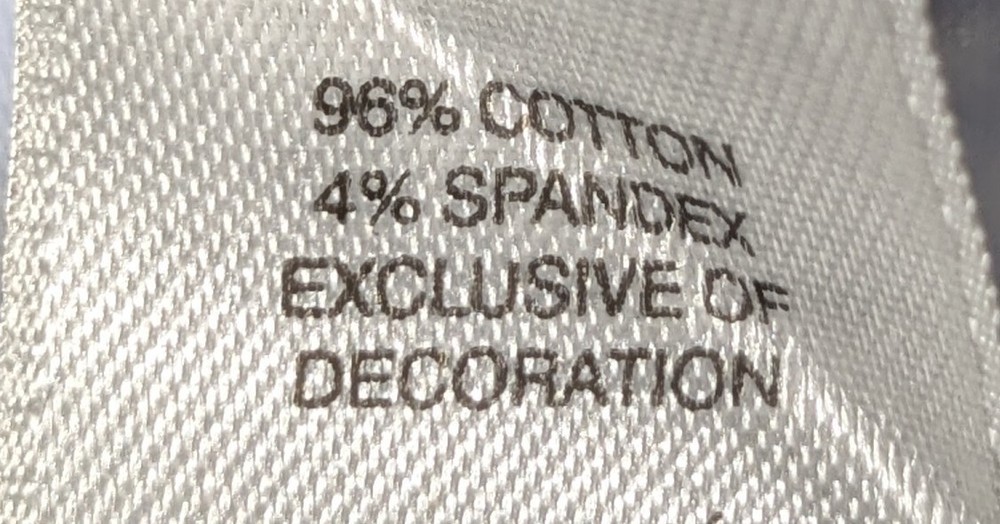 96% COTTON
4% SPANDEX
EXCLUSIVE OF
DECORATION